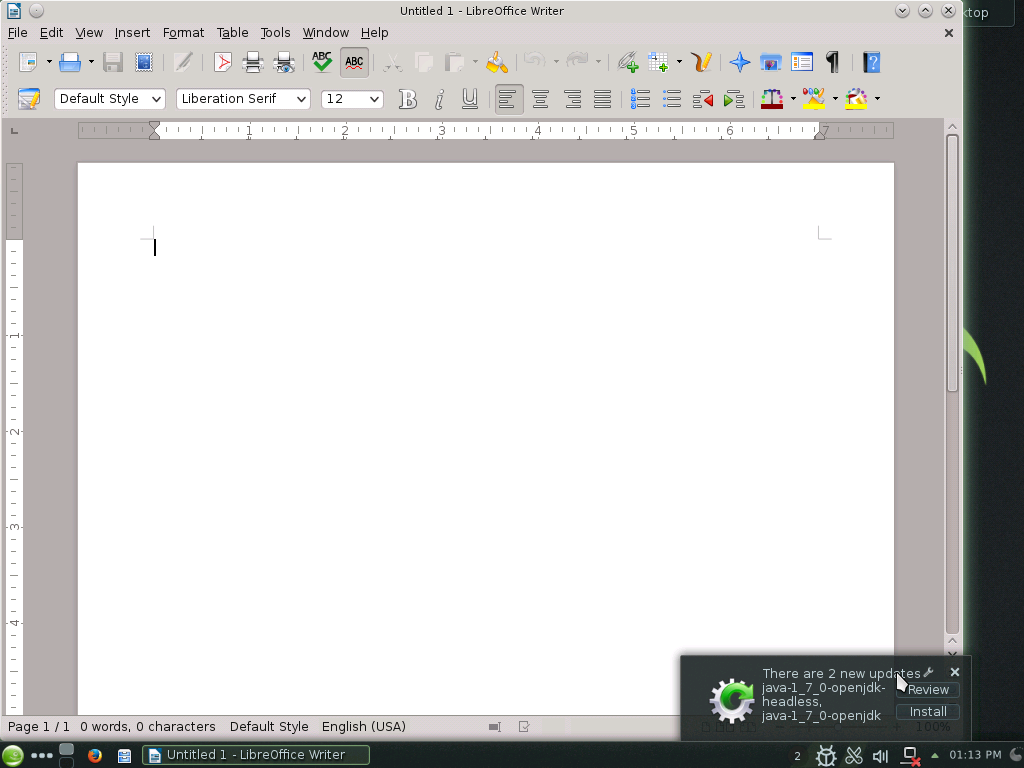 Untitled 1 - LibreOffice Writer
ktop
File Edit View Insert Format Table Tools Window Help
ABC ABC
Default Style Liberation Serif 12 B i U
1 2 3 4 5 6 7
1
2
3
4
There are 2 new updates
java-1_7_0-openjdk-
headless,
java-1_7_0-openjdk
Review
Install
Page 1 / 1 0 words, 0 characters Default Style English (USA) 100%
Untitled 1 - LibreOffice Writer 2 01:13 PM